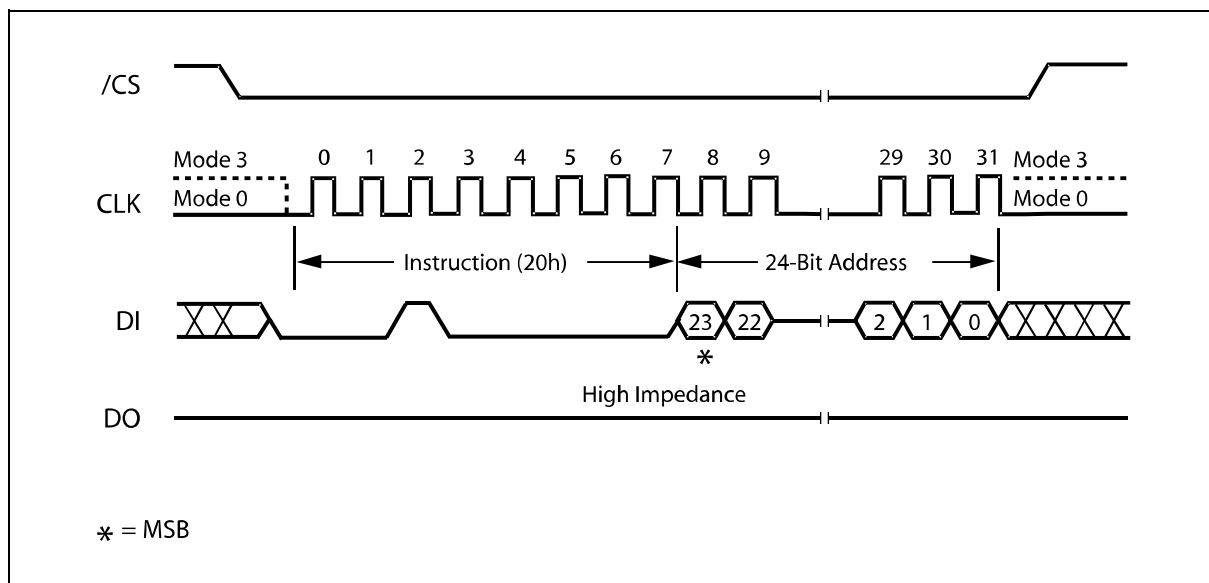 /CS
Mode 3 0 1 2 3 4 5 6 7 8 9 29 30 31 Mode 3
CLK Mode 0 Mode 0
Instruction (20h) 24-Bit Address
DI 23 22 2 1 0
*
High Impedance
DO
* = MSB